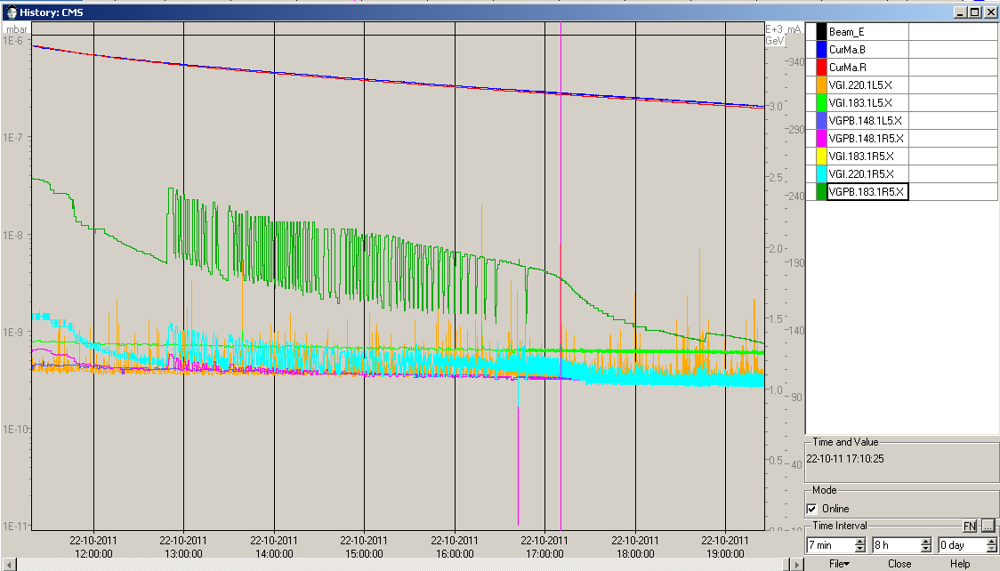 History: CMS
mbar
E+3
mA
GeV
1E-6
1E-7
1E-8
1E-9
1E-10
1E-11
3.0
2.5
2.0
1.5
1.0
0.5
340
290
240
190
140
90
40
22-10-2011 22-10-2011 22-10-2011 22-10-2011 22-10-2011 22-10-2011 22-10-2011 22-10-2011
12:00:00 13:00:00 14:00:00 15:00:00 16:00:00 17:00:00 18:00:00 19:00:00
Beam_E
CurMa.B
CurMa.R
VGI.220.1L5.X
VGI.183.1L5.X
VGPB.148.1L5.X
VGPB.148.1R5.X
VGI.183.1R5.X
VGI.220.1R5.X
VGPB.183.1R5.X
Time and Value
22-10-11 17:10:25
Mode
Online
Time Interval
FN ...
7 min 8 h 0 day
File Close Help